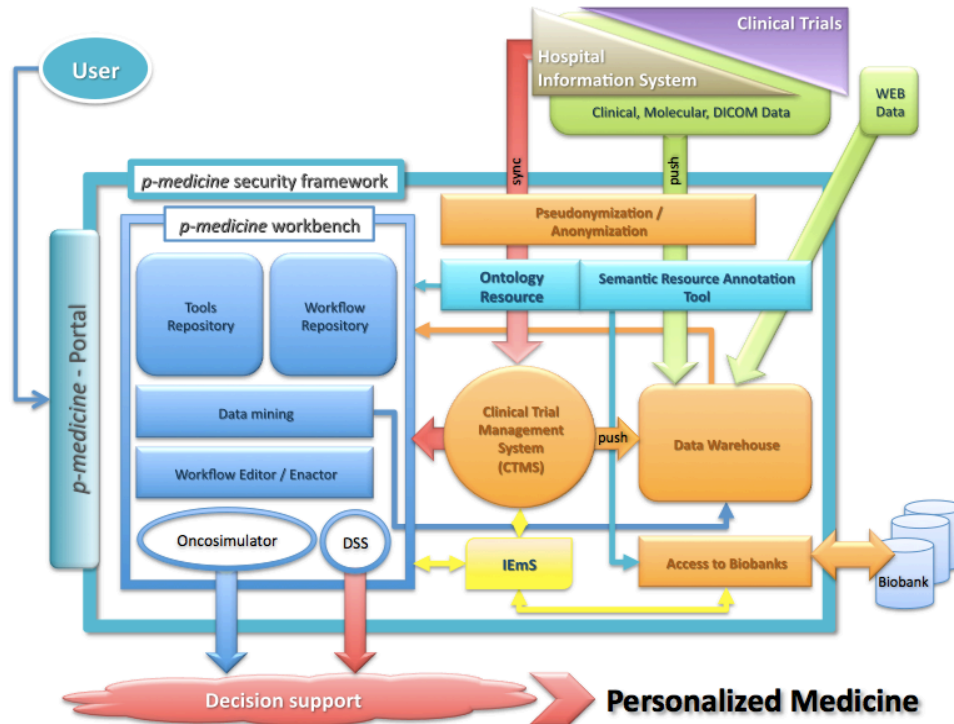 Clinical Trials
User
Hospital
Information System
WEB
Data
Clinical, Molecular, DICOM Data
sync
push
p-medicine security framework
Pseudonymization /
Anonymization
p-medicine workbench
Ontology
Resource
Semantic Resource Annotation
Tool
Tools
Repository
Workflow
Repository
p-medicine - Portal
Data mining
Clinical Trial
Management
System
(CTMS)
push
Data Warehouse
Workflow Editor / Enactor
Oncosimulator
DSS
IEmS
Access to Biobanks
Biobank
Decision support
Personalized Medicine